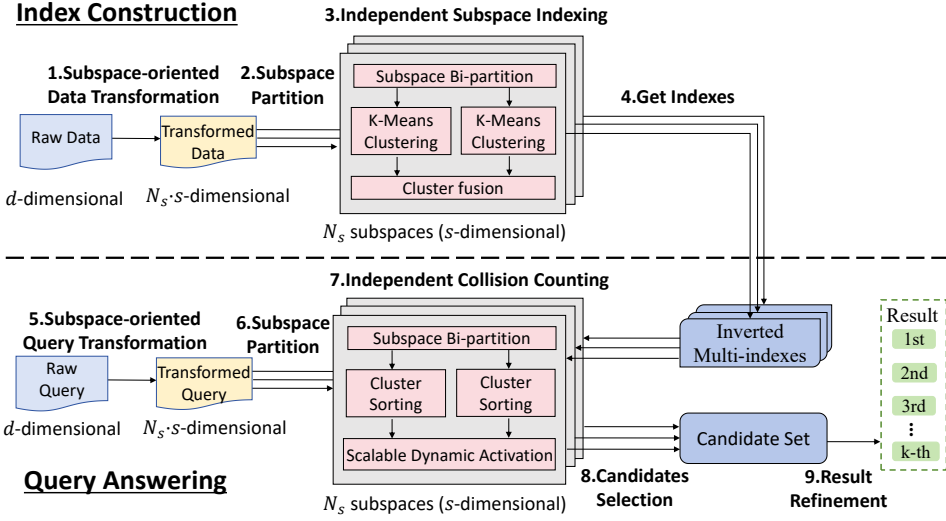 Index Construction
3.Independent Subspace Indexing
1.Subspace-oriented
Data Transformation
2.Subspace
Partition
Subspace Bi-partition
K-Means
Clustering
K-Means
Clustering
Cluster fusion
4.Get Indexes
Raw Data
Transformed
Data
d-dimensional
N_s·s-dimensional
N_s subspaces (s-dimensional)
7.Independent Collision Counting
5.Subspace-oriented
Query Transformation
6.Subspace
Partition
Subspace Bi-partition
Cluster
Sorting
Cluster
Sorting
Scalable Dynamic Activation
Raw
Query
Transformed
Query
d-dimensional
N_s·s-dimensional
N_s subspaces (s-dimensional)
Inverted
Multi-indexes
Candidate Set
8.Candidates
Selection
9.Result
Refinement
Result
1st
2nd
3rd
⋮
k-th
Query Answering